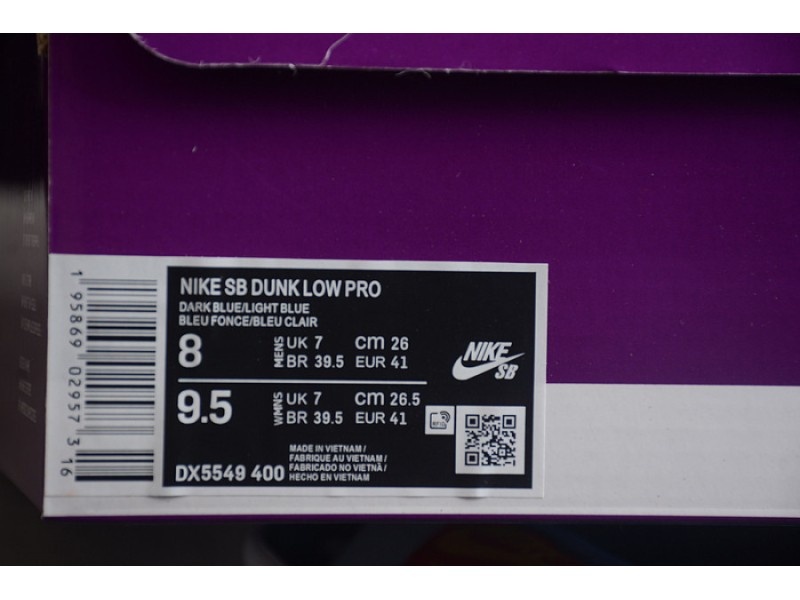 NIKE SB DUNK LOW PRO
DARK BLUE/LIGHT BLUE
BLEU FONCE/BLEU CLAIR
8 MENS UK 7 CM 26
BR 39.5 EUR 41
9.5 WMNS UK 7 CM 26.5
BR 39.5 EUR 41
MADE IN VIETNAM /
FABRIQUE AU VIETNAM /
FABRICADO NO VIETNÃ /
HECHO EN VIETNAM
DX5549 400
NIKE
SB
1 95869 02957 3 16